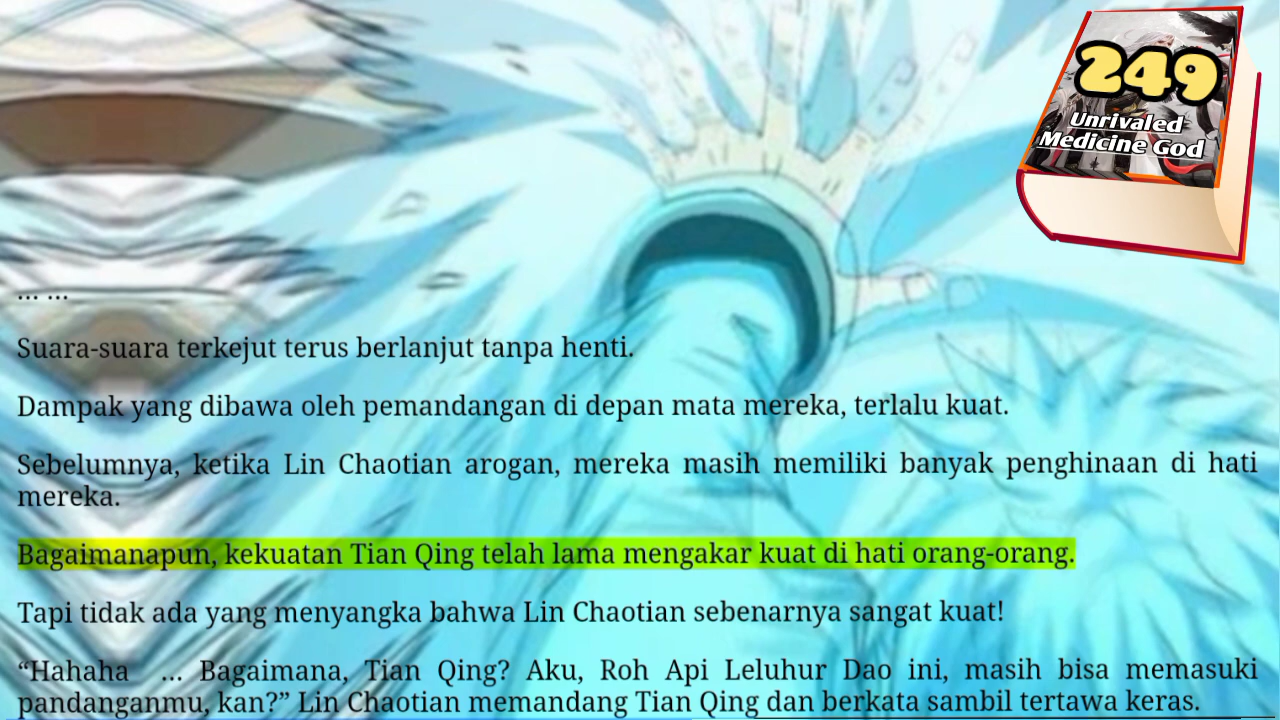 249
Unrivaled
Medicine God
... ...
Suara-suara terkejut terus berlanjut tanpa henti.
Dampak yang dibawa oleh pemandangan di depan mata mereka, terlalu kuat.
Sebelumnya, ketika Lin Chaotian arogan, mereka masih memiliki banyak penghinaan di hati
mereka.
Bagaimanapun, kekuatan Tian Qing telah lama mengakar kuat di hati orang-orang.
Tapi tidak ada yang menyangka bahwa Lin Chaotian sebenarnya sangat kuat!
“Hahaha ... Bagaimana, Tian Qing? Aku, Roh Api Leluhur Dao ini, masih bisa memasuki
pandanganmu, kan?” Lin Chaotian memandang Tian Qing dan berkata sambil tertawa keras.